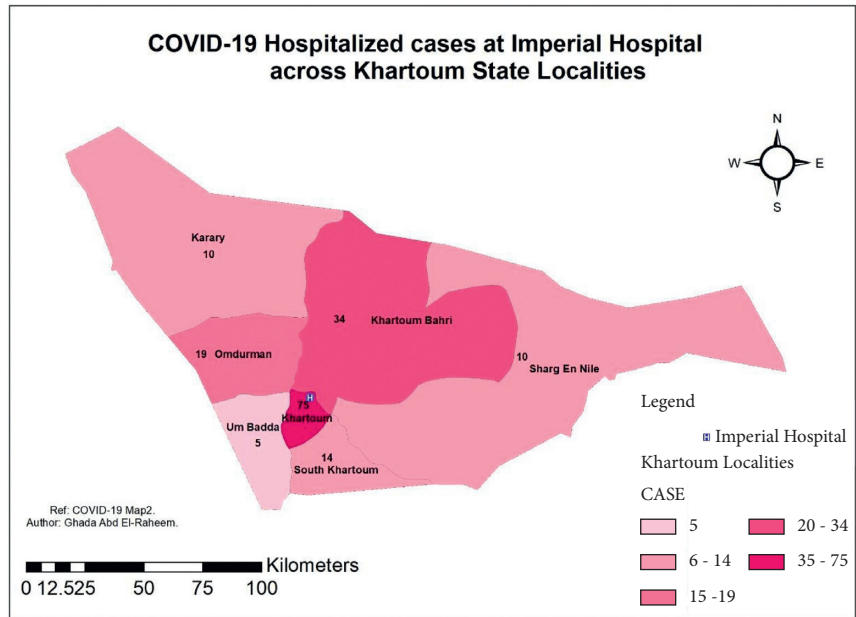 COVID-19 Hospitalized cases at Imperial Hospital
across Khartoum State Localities
N
W E
S
Karary
10
34 Khartoum Bahri
19 Omdurman
10
Sharg En Nile
H
75
Khartoum
Um Badda
5
14
South Khartoum
Legend
H Imperial Hospital
Khartoum Localities
CASE
5 20 - 34
6 - 14 35 - 75
15 -19
Ref: COVID-19 Map2.
Author: Ghada Abd El-Raheem.
Kilometers
0 12.525 50 75 100